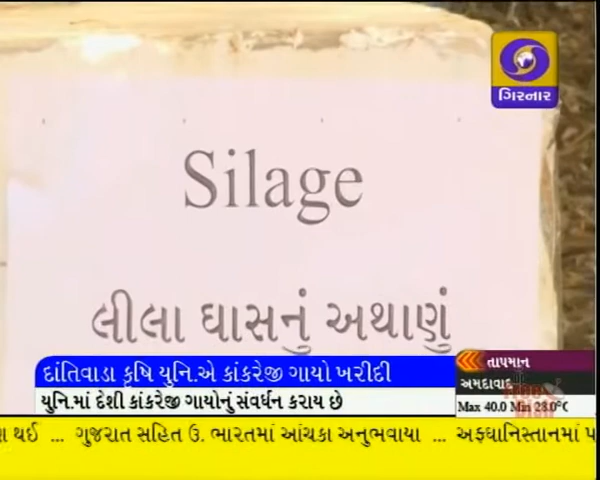 ગિરનાર
Silage
લીલા ઘાસનું અથાણું
દાંતિવાડા કૃષિ યુનિ.એ કાંકરેજી ગાયો ખરીદી
યુનિ.માં દેશી કાંકરેજી ગાયોનું સંવર્ધન કરાય છે
તાપમાન
અમદાવાદ
Max 40.0 Min 28.0°C
થઈ ... ગુજરાત સહિત ઉ. ભારતમાં આંચકા અનુભવાયા ... અફઘાનિસ્તાનમાં